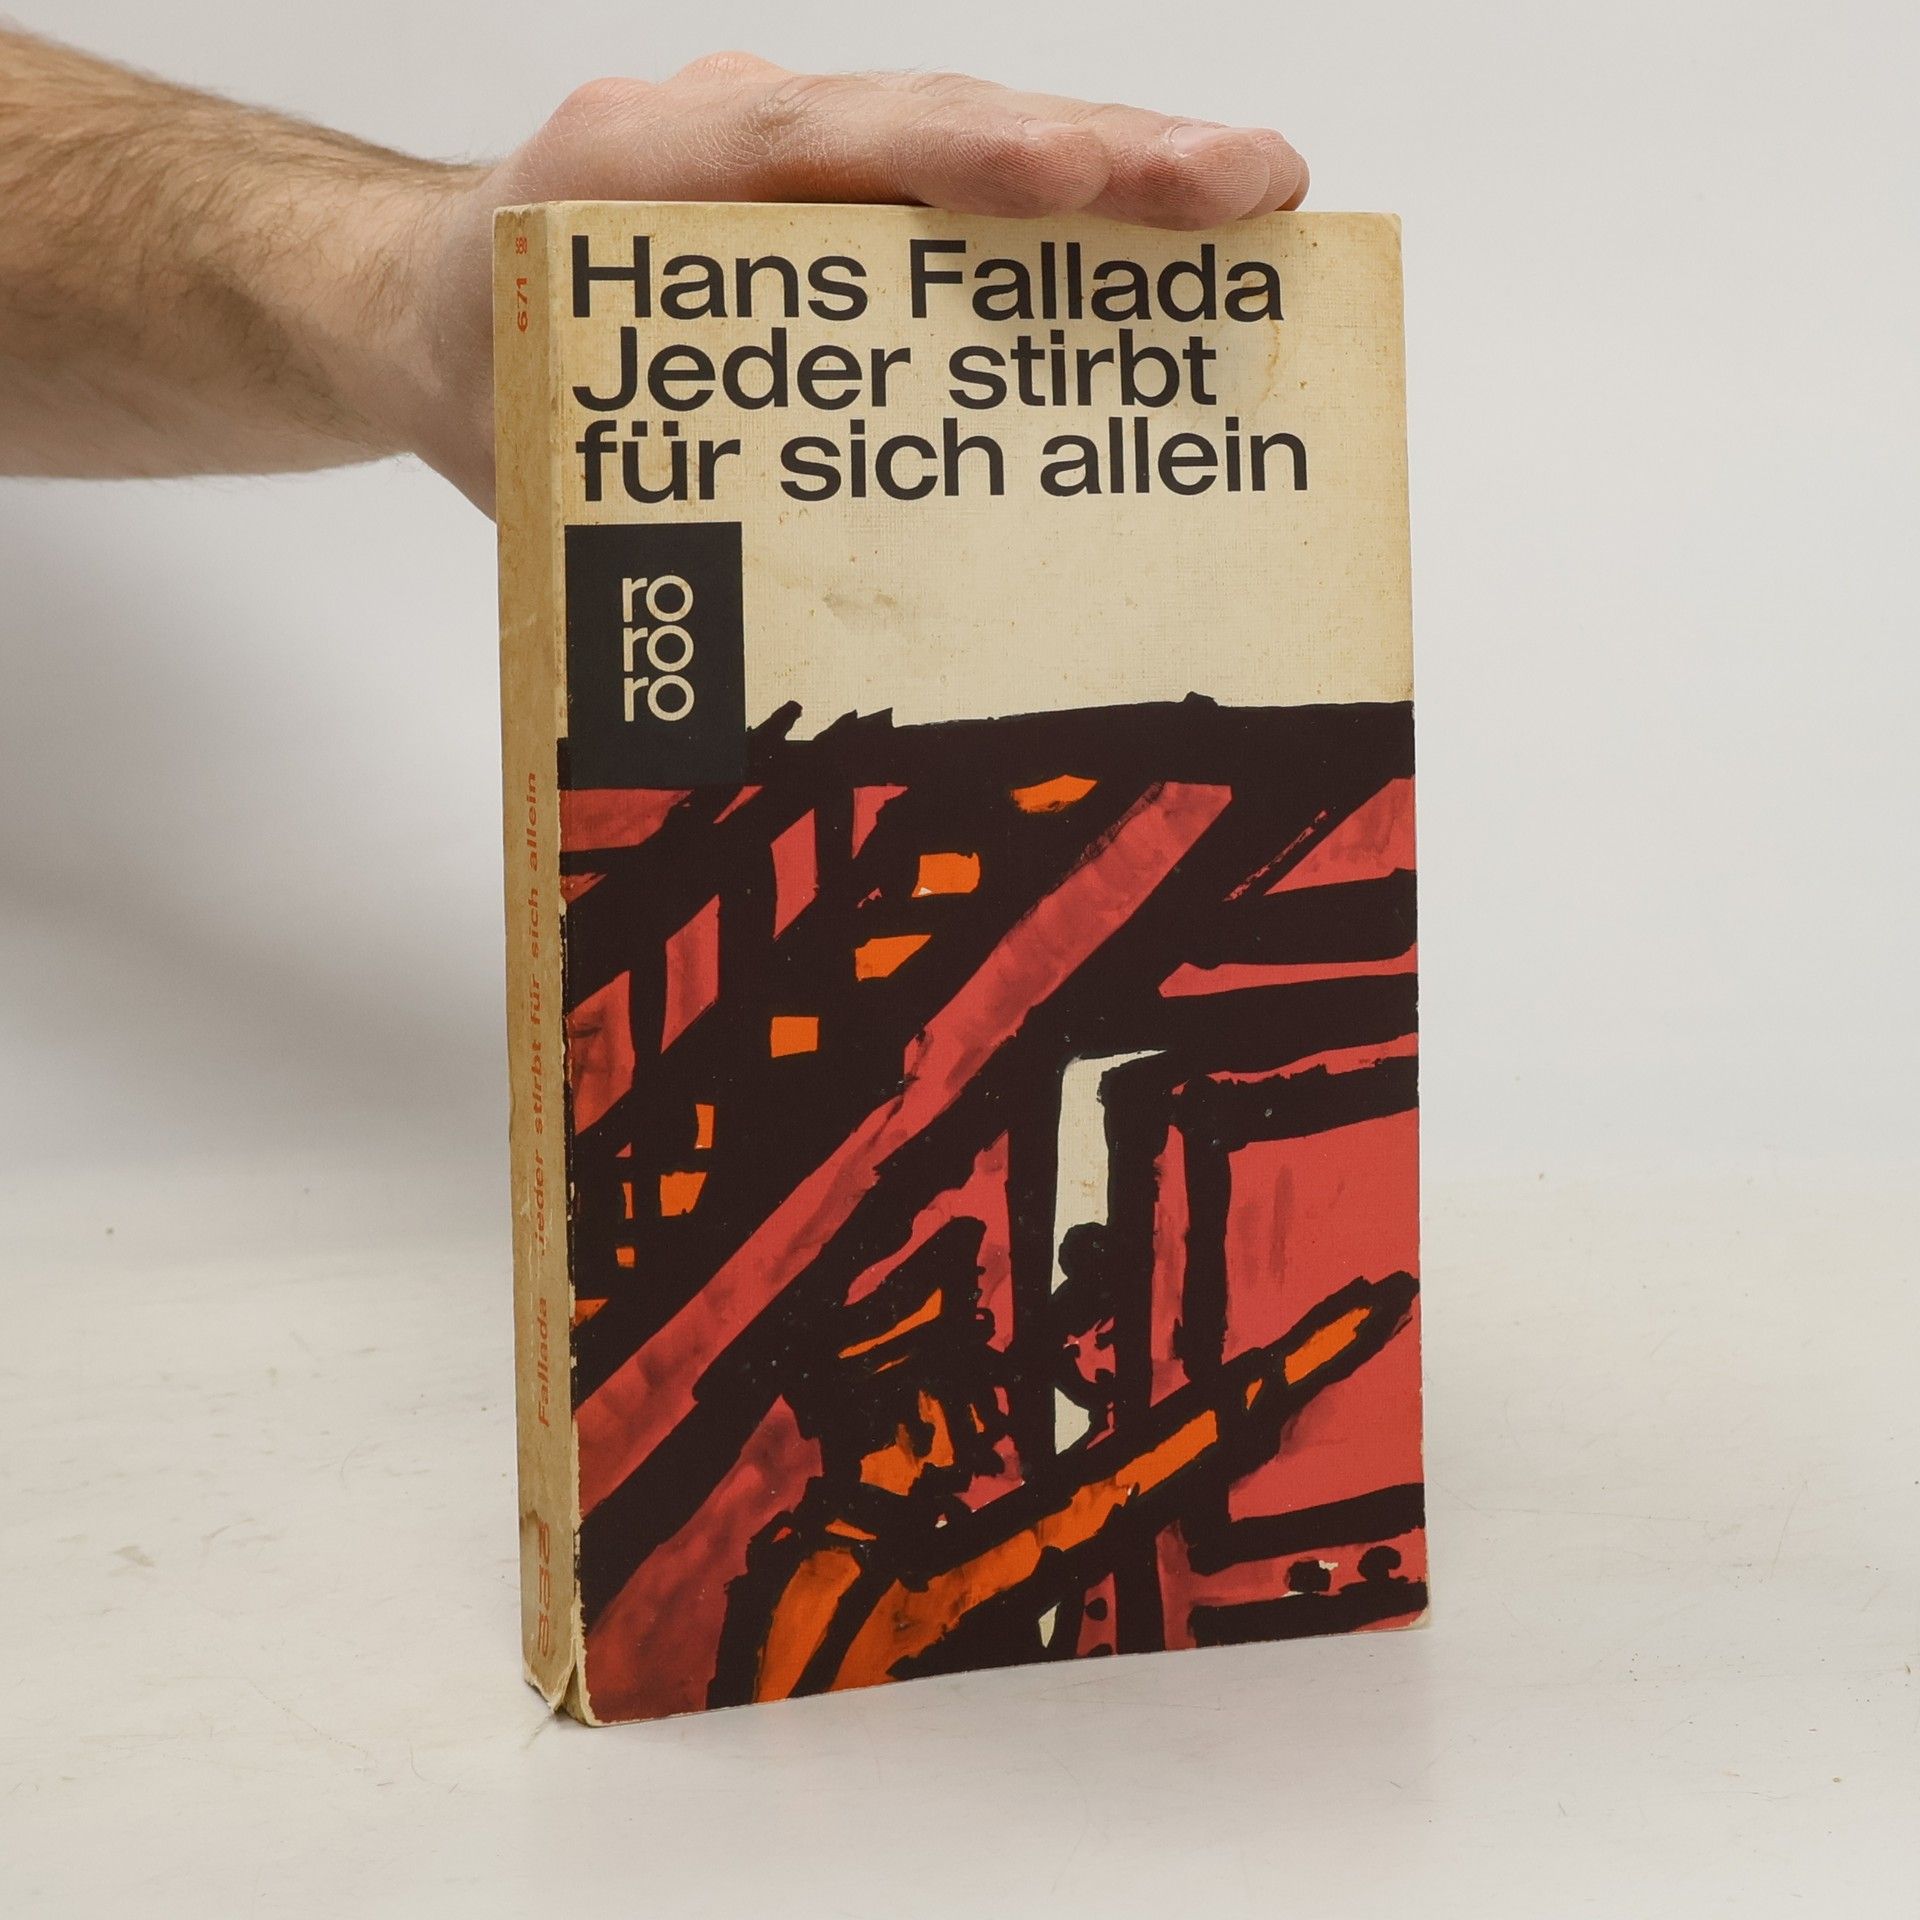 Hans Fallada
Jeder stirbt
für sich allein
ro
ro
ro
671
Fallada Jeder stirbt für sich allein